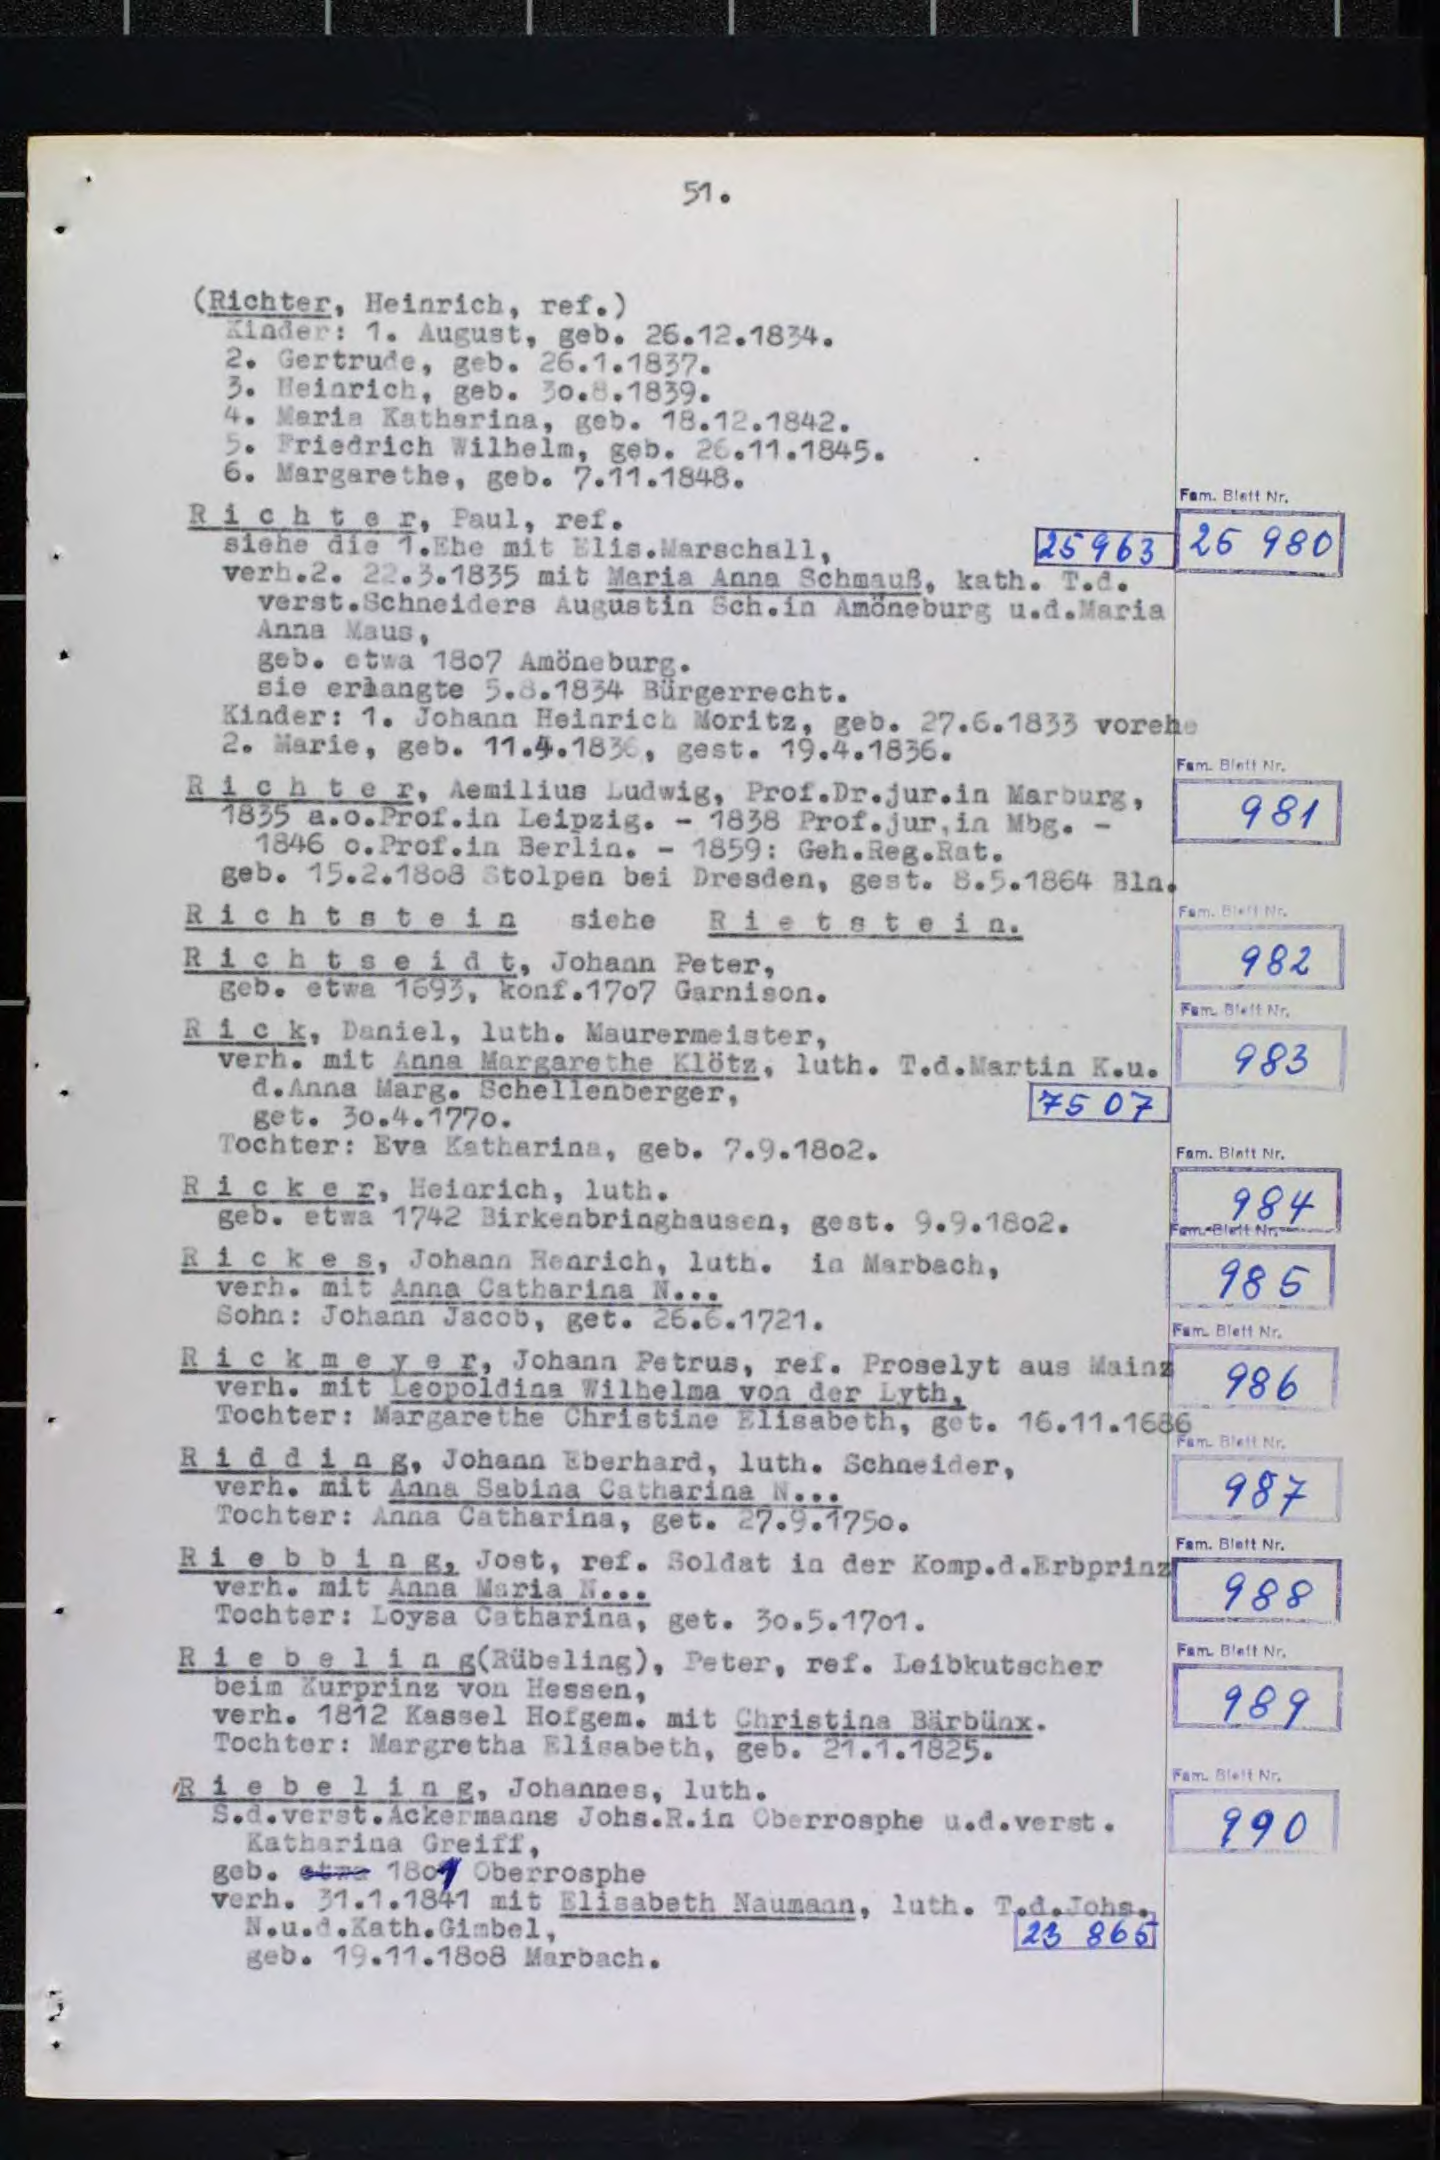 51.
(Richter, Heinrich, ref.)
Kinder: 1. August, geb. 26.12.1834.
2. Gertrude, geb. 26.1.1837.
3. Heinrich, geb. 3o.8.1839.
4. Maria Katharina, geb. 18.12.1842.
5. Friedrich Wilhelm, geb. 26.11.1845.
6. Margarethe, geb. 7.11.1848.
Fam. Blatt Nr.
R i c h t e r, Paul, ref.
siehe die 1.Ehe mit Elis.Marschall, 25963 25 980
verh.2. 22.3.1835 mit Maria Anna Schmauß, kath. T.d.
verst.Schneiders Augustin Sch.in Amöneburg u.d.Maria
Anna Maus,
geb. etwa 18o7 Amöneburg.
sie erlangte 5.8.1834 Bürgerrecht.
Kinder: 1. Johann Heinrich Moritz, geb. 27.6.1833 vorehe
2. Marie, geb. 11.4.1836, gest. 19.4.1836.
Fam. Blatt Nr.
R i c h t e r, Aemilius Ludwig, Prof.Dr.jur.in Marburg, 981
1835 a.o.Prof.in Leipzig. - 1838 Prof.jur.in Mbg. -
1846 o.Prof.in Berlin. - 1859: Geh.Reg.Rat.
geb. 15.2.18o8 Stolpen bei Dresden, gest. 8.5.1864 Bln.
R i c h t s t e i n siehe R i e t s t e i n.
Fam. Blatt Nr.
R i c h t s e i d t, Johann Peter, 982
geb. etwa 1693, konf.17o7 Garnison.
Fam. Blatt Nr.
R i c k, Daniel, luth. Maurermeister, 983
verh. mit Anna Margarethe Klötz, luth. T.d.Martin K.u.
d.Anna Marg. Schellenberger, 7507
get. 3o.4.177o.
Tochter: Eva Katharina, geb. 7.9.18o2.
Fam. Blatt Nr.
R i c k e r, Heinrich, luth. 984
geb. etwa 1742 Birkenbringhausen, gest. 9.9.18o2.
Fam. Blatt Nr.
R i c k e s, Johann Henrich, luth. in Marbach, 985
verh. mit Anna Catharina N...
Sohn: Johann Jacob, get. 26.6.1721.
Fam. Blatt Nr.
R i c k m e y e r, Johann Petrus, ref. Proselyt aus Mainz 986
verh. mit Leopoldina Wilhelma von der Lyth,
Tochter: Margarethe Christine Elisabeth, get. 16.11.1686
Fam. Blatt Nr.
R i d d i n g, Johann Eberhard, luth. Schneider, 987
verh. mit Anna Sabina Catharina N...
Tochter: Anna Catharina, get. 27.9.175o.
Fam. Blatt Nr.
R i e b b i n g, Jost, ref. Soldat in der Komp.d.Erbprinz 988
verh. mit Anna Maria N...
Tochter: Loysa Catharina, get. 3o.5.17o1.
Fam. Blatt Nr.
R i e b e l i n g(Rübeling), Peter, ref. Leibkutscher 989
beim Kurprinz von Hessen,
verh. 1812 Kassel Hofgem. mit Christina Bärbünx.
Tochter: Margretha Elisabeth, geb. 21.1.1825.
Fam. Blatt Nr.
R i e b e l i n g, Johannes, luth. 990
S.d.verst.Ackermanns Johs.R.in Oberrosphe u.d.verst.
Katharina Greiff,
geb. etwa 18o9 Oberrosphe
verh. 31.1.1841 mit Elisabeth Naumann, luth. T.d.Johs.
N.u.d.Kath.Gimbel, 23 865
geb. 19.11.18o8 Marbach.